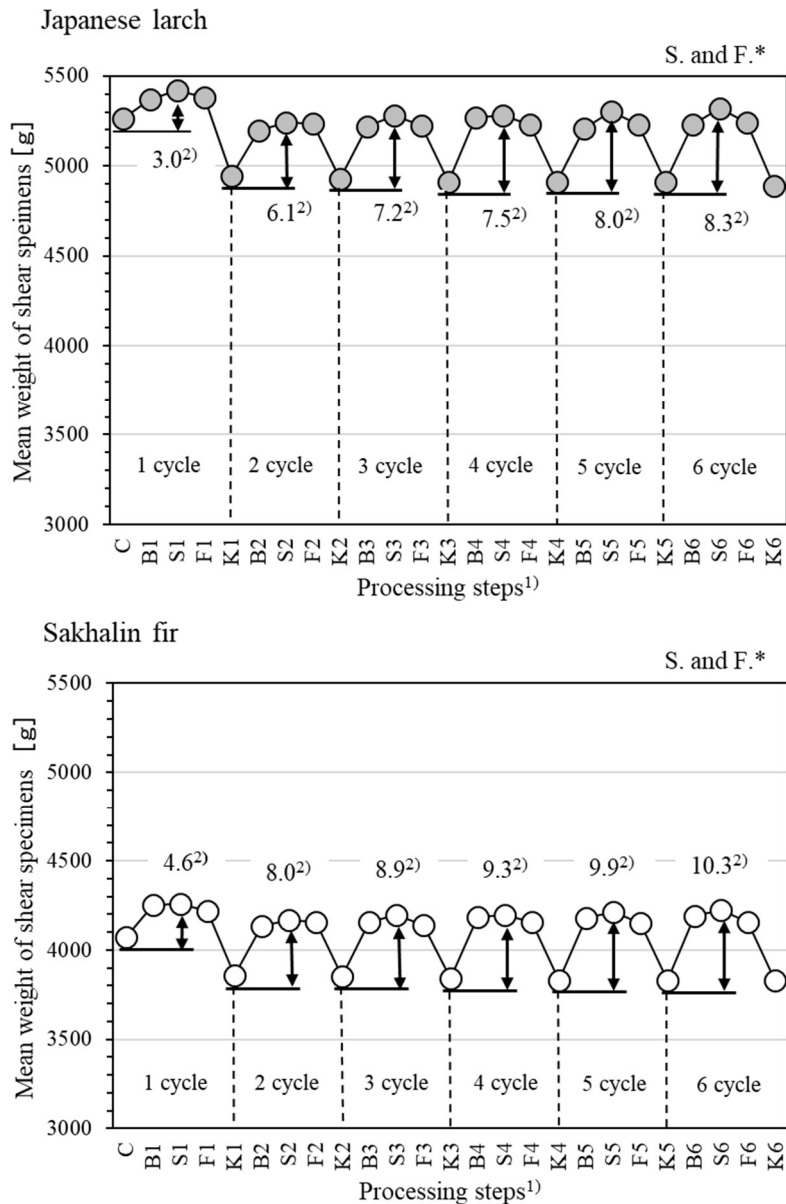 Japanese larch
S. and F.*
Mean weight of shear speimens [g]
5500
5000
4500
4000
3500
3000
3.0²⁾
6.1²⁾
7.2²⁾
7.5²⁾
8.0²⁾
8.3²⁾
1 cycle
2 cycle
3 cycle
4 cycle
5 cycle
6 cycle
C
B1
S1
F1
K1
B2
S2
F2
K2
B3
S3
F3
K3
B4
S4
F4
K4
B5
S5
F5
K5
B6
S6
F6
K6
Processing steps¹⁾
Sakhalin fir
S. and F.*
Mean weight of shear specimens [g]
5500
5000
4500
4000
3500
3000
4.6²⁾
8.0²⁾
8.9²⁾
9.3²⁾
9.9²⁾
10.3²⁾
1 cycle
2 cycle
3 cycle
4 cycle
5 cycle
6 cycle
C
B1
S1
F1
K1
B2
S2
F2
K2
B3
S3
F3
K3
B4
S4
F4
K4
B5
S5
F5
K5
B6
S6
F6
K6
Processing steps¹⁾